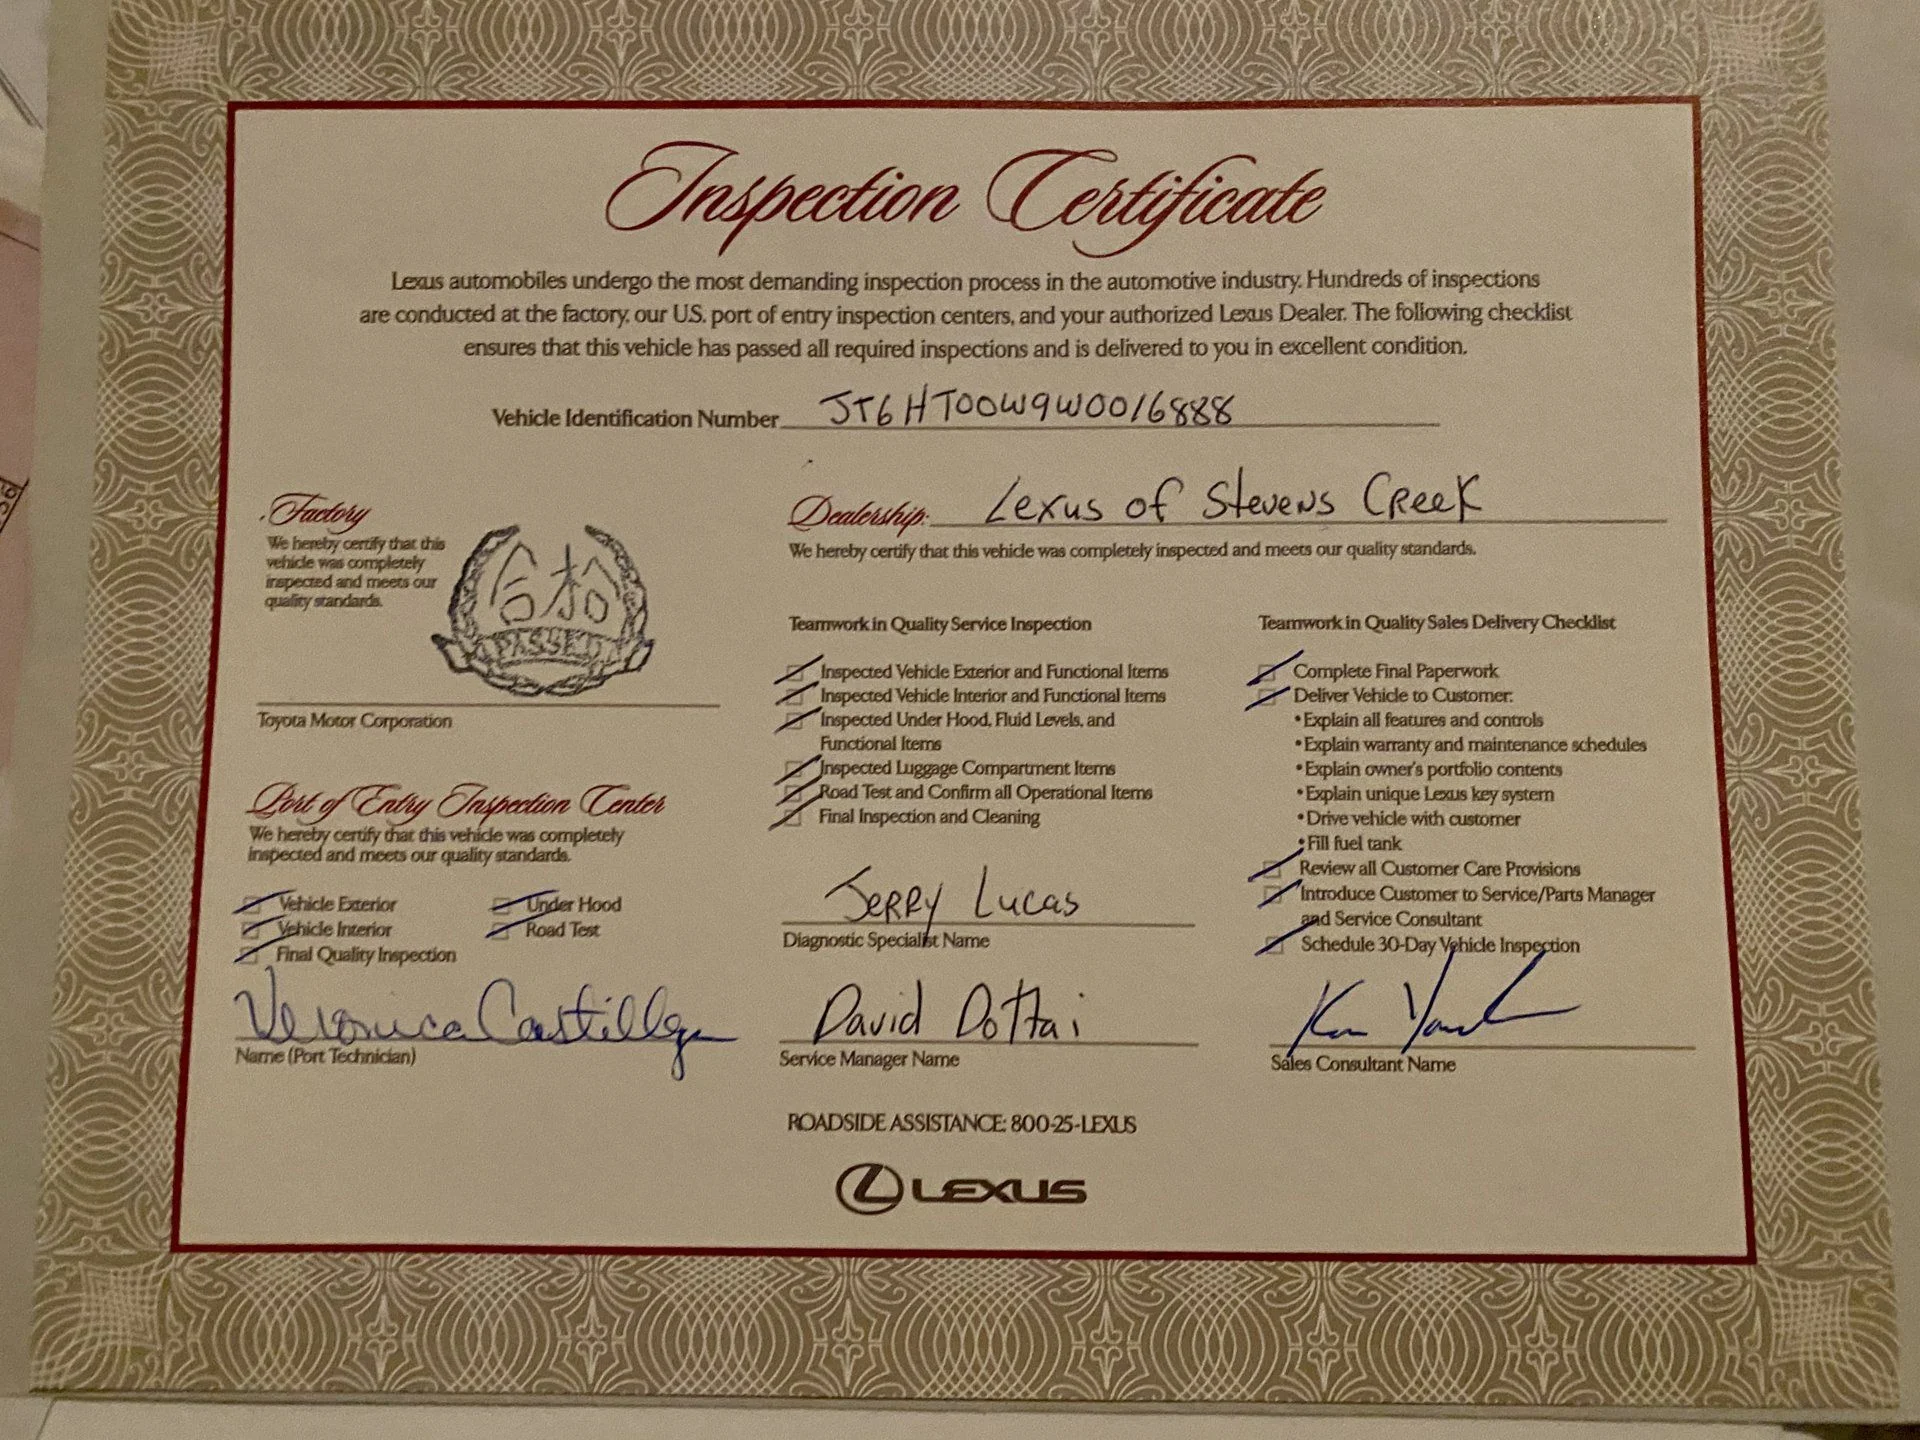 Inspection Certificate
Lexus automobiles undergo the most demanding inspection process in the automotive industry. Hundreds of inspections
are conducted at the factory, our U.S. port of entry inspection centers, and your authorized Lexus Dealer. The following checklist
ensures that this vehicle has passed all required inspections and is delivered to you in excellent condition.
Vehicle Identification Number JT6HT00W9W0016888
Factory
We hereby certify that this
vehicle was completely
inspected and meets our
quality standards.
合格
PASSED
Toyota Motor Corporation
Port of Entry Inspection Center
We hereby certify that this vehicle was completely
inspected and meets our quality standards.
Vehicle Exterior
Under Hood
Vehicle Interior
Road Test
Final Quality Inspection
Veronica
Name (Port Technician)
Dealership: Lexus of Stevens Creek
We hereby certify that this vehicle was completely inspected and meets our quality standards.
Teamwork in Quality Service Inspection
Inspected Vehicle Exterior and Functional Items
Inspected Vehicle Interior and Functional Items
Inspected Under Hood, Fluid Levels, and
Functional Items
Inspected Luggage Compartment Items
Road Test and Confirm all Operational Items
Final Inspection and Cleaning
Jerry Lucas
Diagnostic Specialist Name
David Dottai
Service Manager Name
Teamwork in Quality Sales Delivery Checklist
Complete Final Paperwork
Deliver Vehicle to Customer:
• Explain all features and controls
• Explain warranty and maintenance schedules
• Explain owner's portfolio contents
• Explain unique Lexus key system
• Drive vehicle with customer
• Fill fuel tank
Review all Customer Care Provisions
Introduce Customer to Service/Parts Manager
and Service Consultant
Schedule 30-Day Vehicle Inspection
Sales Consultant Name
ROADSIDE ASSISTANCE: 800-25-LEXUS
LEXUS